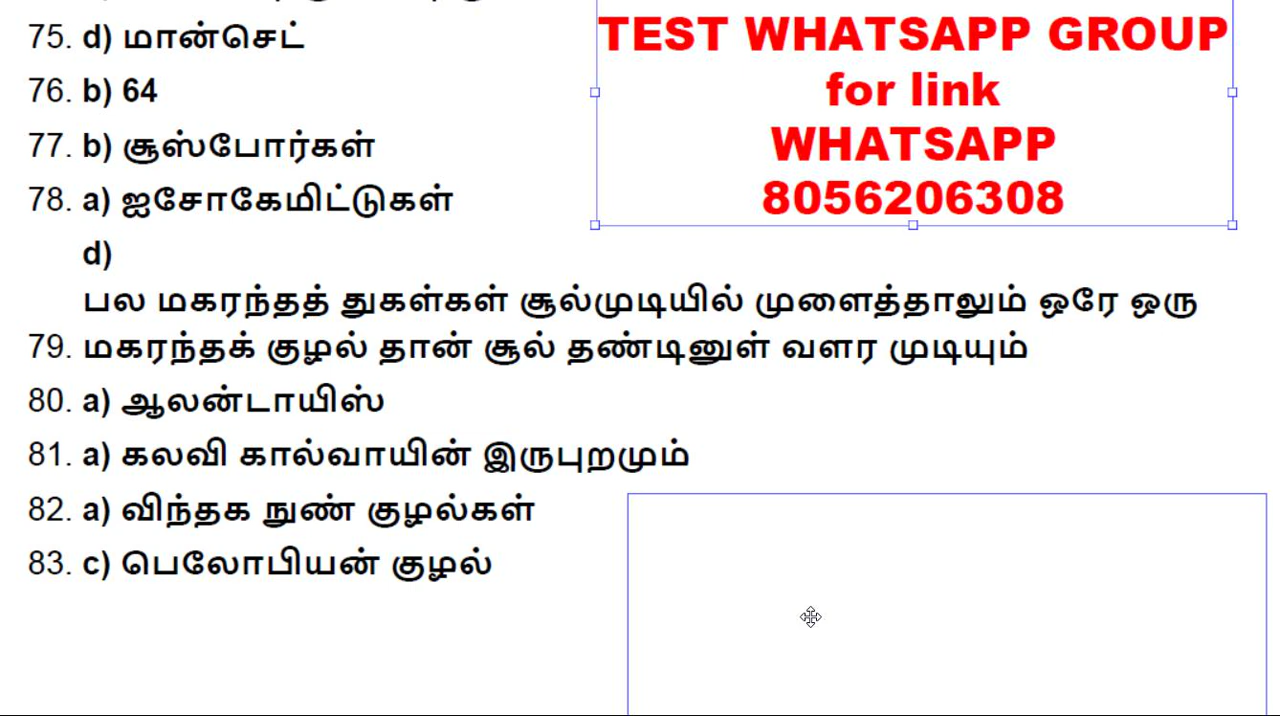 75. d) மான்செட்
76. b) 64
77. b) சூஸ்போர்கள்
78. a) ஐசோகேமிட்டுகள்
d)
பல மகரந்தத் துகள்கள் சூல்முடியில் முளைத்தாலும் ஒரே ஒரு
79. மகரந்தக் குழல் தான் சூல் தண்டினுள் வளர முடியும்
80. a) ஆலன்டாயிஸ்
81. a) கலவி கால்வாயின் இருபுறமும்
82. a) விந்தக நுண் குழல்கள்
83. c) பெலோபியன் குழல்
TEST WHATSAPP GROUP
for link
WHATSAPP
8056206308